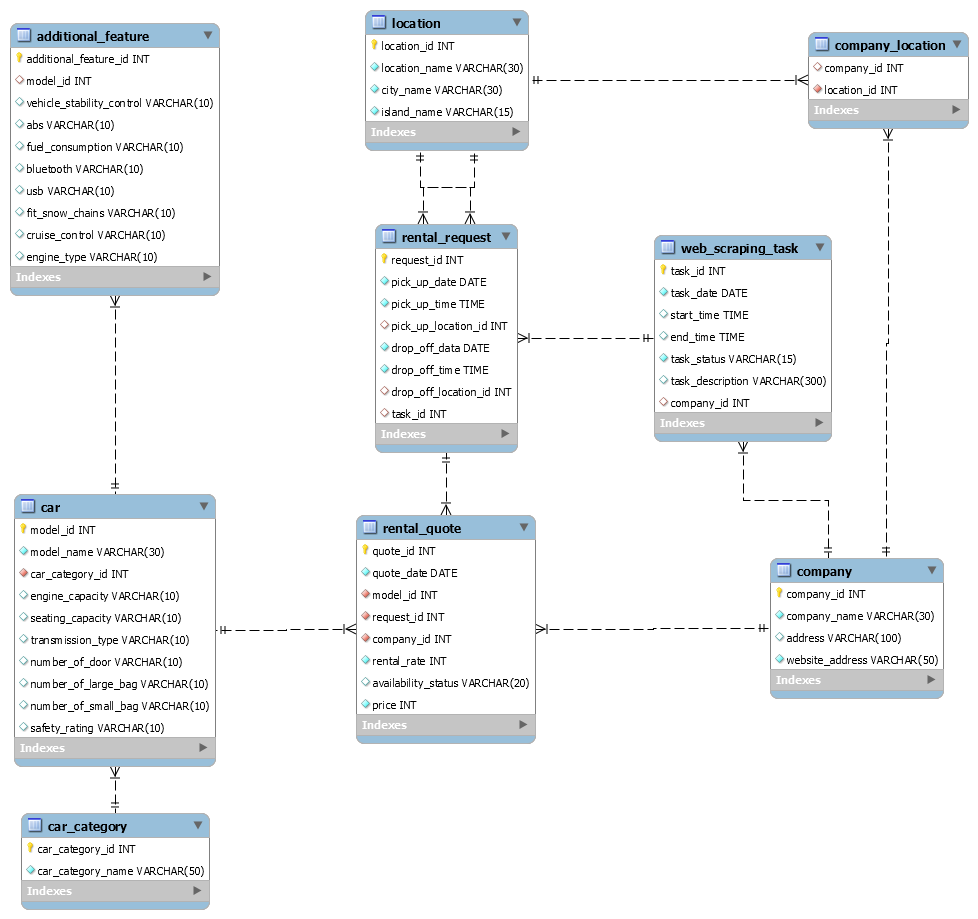 additional_feature
additional_feature_id INT
model_id INT
vehicle_stability_control VARCHAR(10)
abs VARCHAR(10)
fuel_consumption VARCHAR(10)
bluetooth VARCHAR(10)
usb VARCHAR(10)
fit_snow_chains VARCHAR(10)
cruise_control VARCHAR(10)
engine_type VARCHAR(10)
Indexes
location
location_id INT
location_name VARCHAR(30)
city_name VARCHAR(30)
island_name VARCHAR(15)
Indexes
company_location
company_id INT
location_id INT
Indexes
rental_request
request_id INT
pick_up_date DATE
pick_up_time TIME
pick_up_location_id INT
drop_off_data DATE
drop_off_time TIME
drop_off_location_id INT
task_id INT
Indexes
web_scraping_task
task_id INT
task_date DATE
start_time TIME
end_time TIME
task_status VARCHAR(15)
task_description VARCHAR(300)
company_id INT
Indexes
car
model_id INT
model_name VARCHAR(30)
car_category_id INT
engine_capacity VARCHAR(10)
seating_capacity VARCHAR(10)
transmission_type VARCHAR(10)
number_of_door VARCHAR(10)
number_of_large_bag VARCHAR(10)
number_of_small_bag VARCHAR(10)
safety_rating VARCHAR(10)
Indexes
rental_quote
quote_id INT
quote_date DATE
model_id INT
request_id INT
company_id INT
rental_rate INT
availability_status VARCHAR(20)
price INT
Indexes
company
company_id INT
company_name VARCHAR(30)
address VARCHAR(100)
website_address VARCHAR(50)
Indexes
car_category
car_category_id INT
car_category_name VARCHAR(50)
Indexes